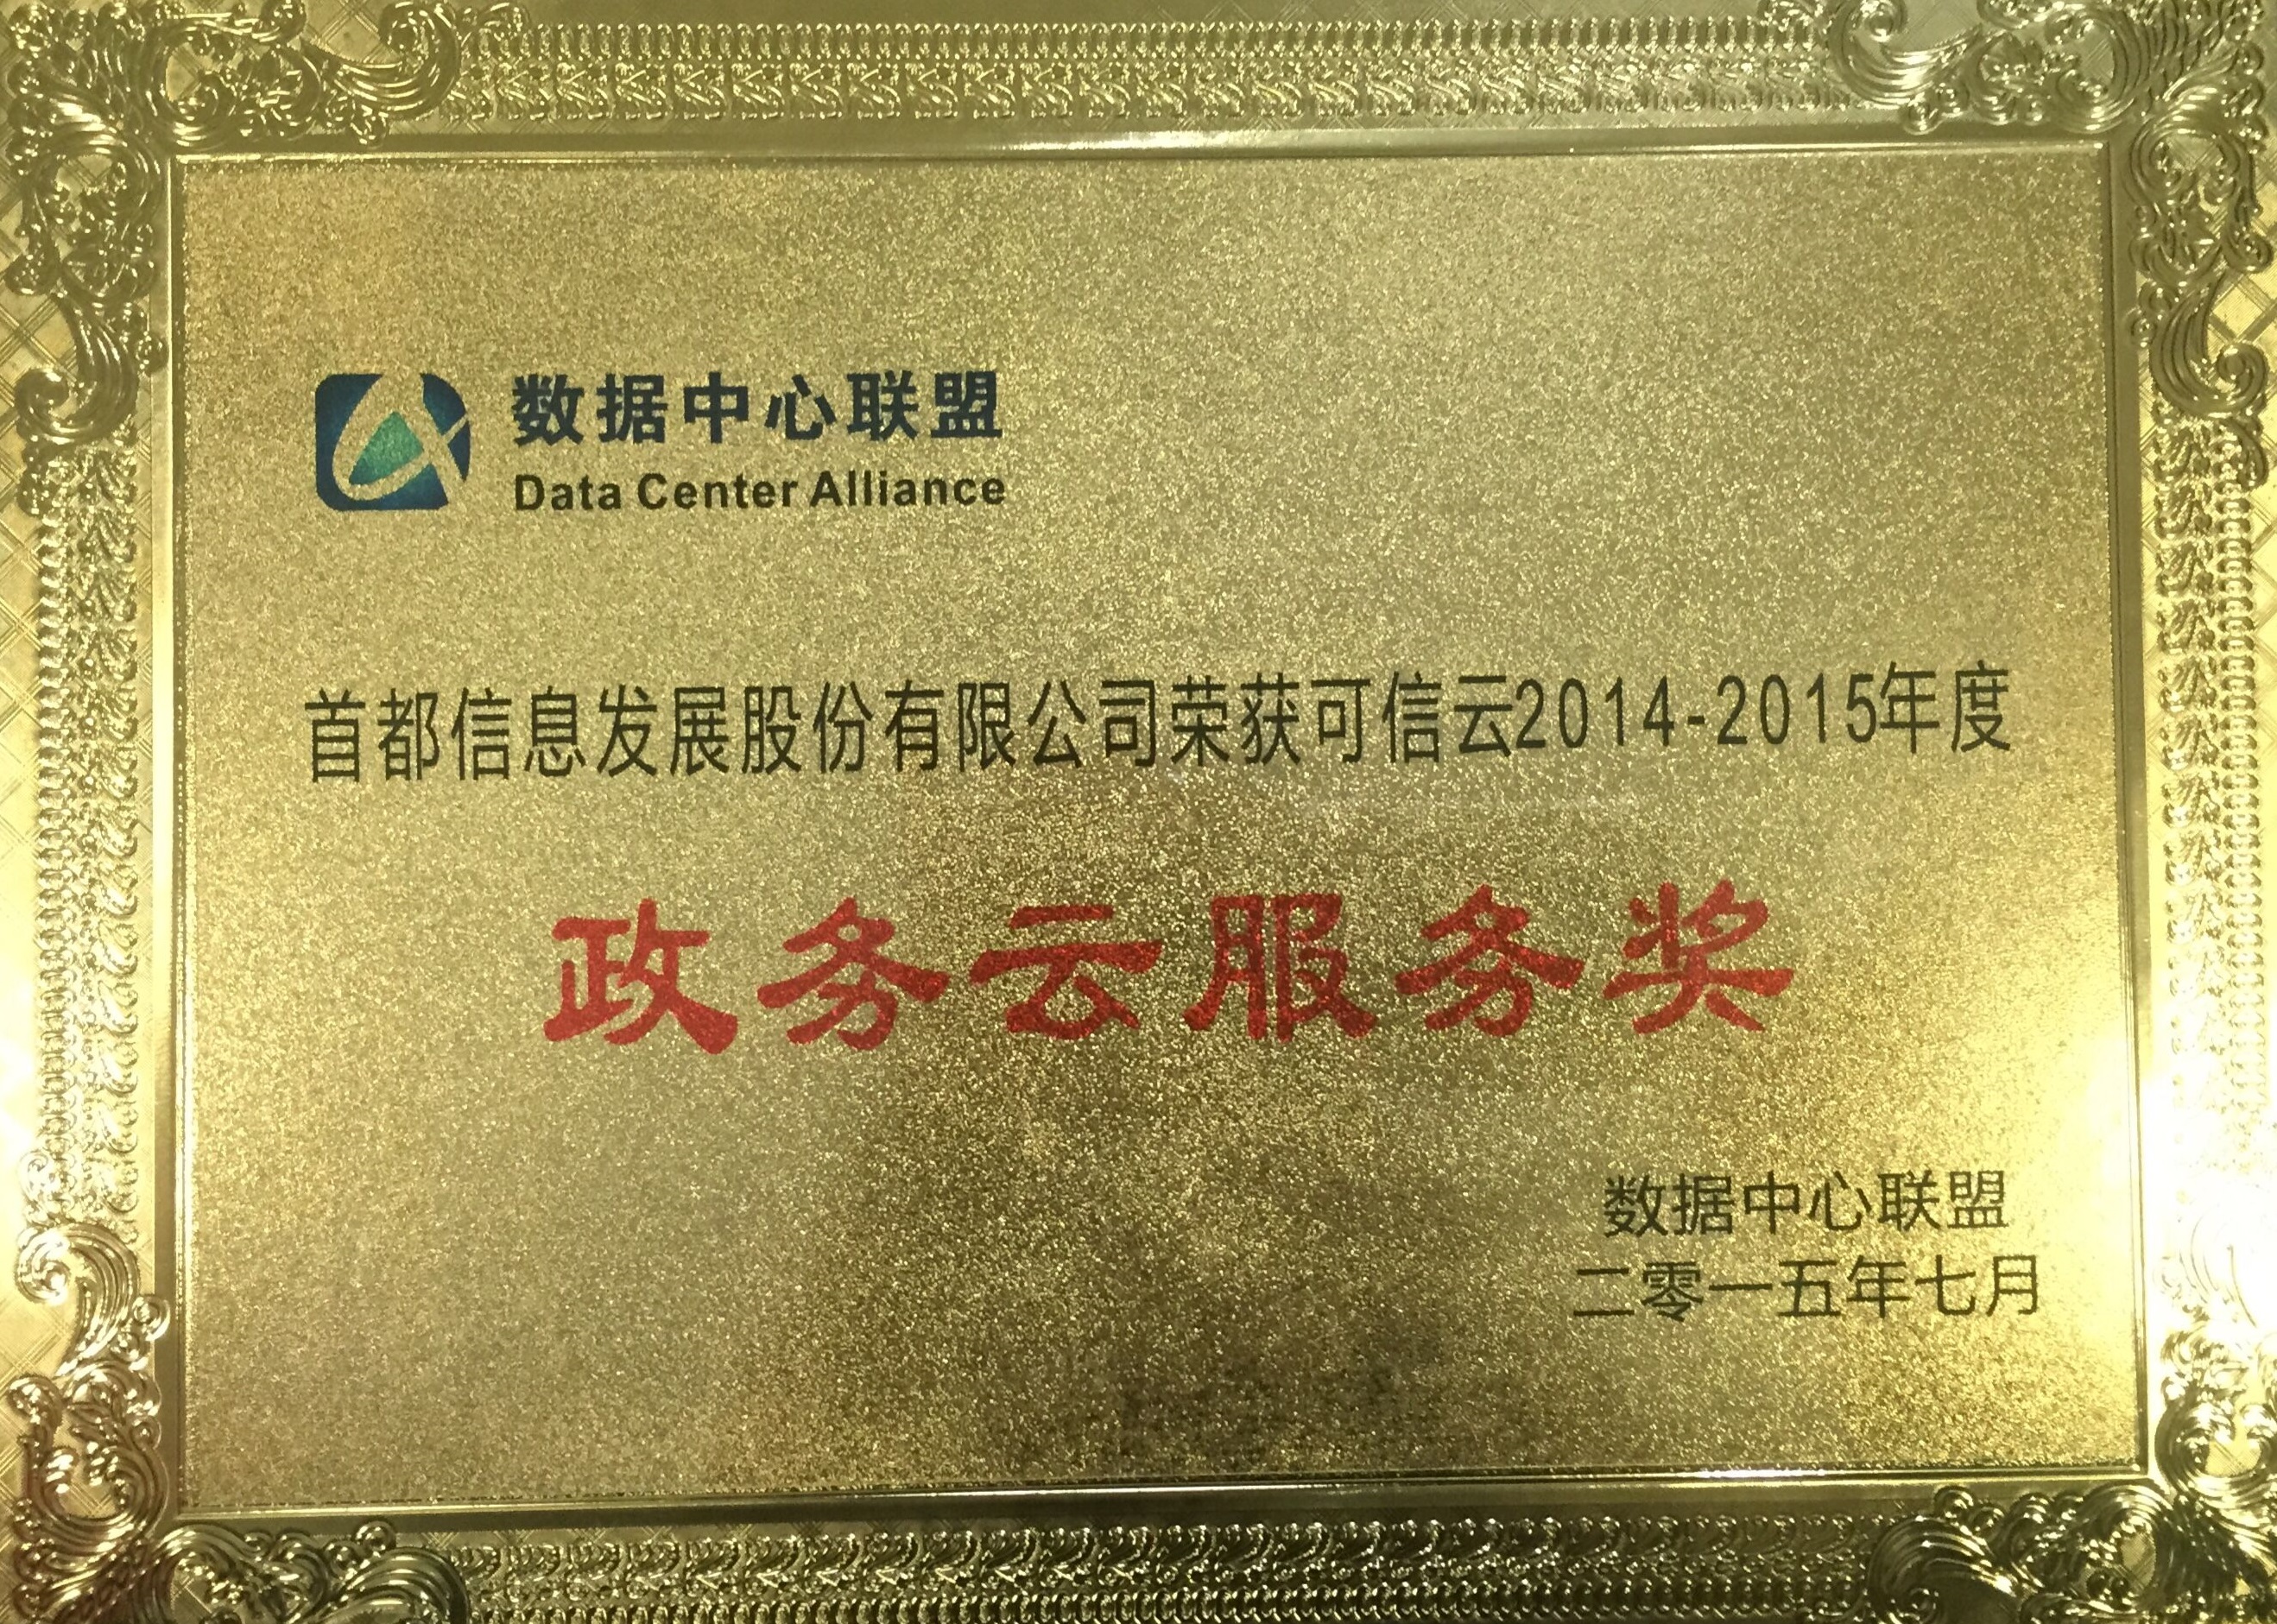 数据中心联盟
Data Center Alliance
首都信息发展股份有限公司荣获可信云2014-2015年度
政务云服务奖
数据中心联盟
二零一五年七月